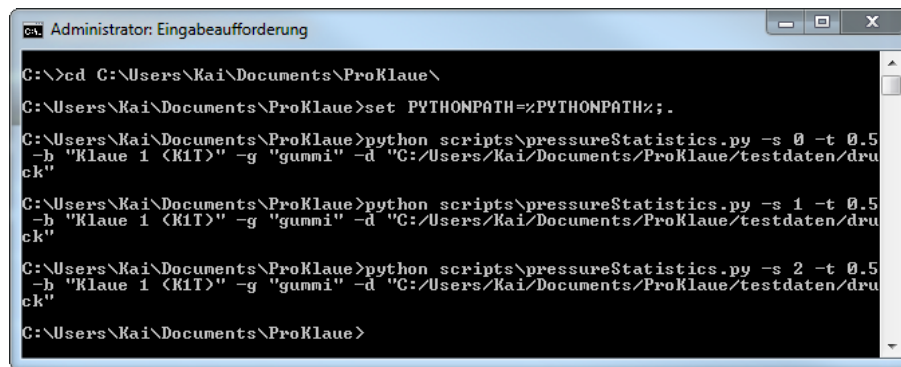 Administrator: Eingabeaufforderung
C:\>cd C:\Users\Kai\Documents\ProKlaue\
C:\Users\Kai\Documents\ProKlaue>set PYTHONPATH=%PYTHONPATH%;.
C:\Users\Kai\Documents\ProKlaue>python scripts\pressureStatistics.py -s 0 -t 0.5
-b "Klaue 1 (K1T)" -g "gummi" -d "C:/Users/Kai/Documents/ProKlaue/testdaten/dru
ck"
C:\Users\Kai\Documents\ProKlaue>python scripts\pressureStatistics.py -s 1 -t 0.5
-b "Klaue 1 (K1T)" -g "gummi" -d "C:/Users/Kai/Documents/ProKlaue/testdaten/dru
ck"
C:\Users\Kai\Documents\ProKlaue>python scripts\pressureStatistics.py -s 2 -t 0.5
-b "Klaue 1 (K1T)" -g "gummi" -d "C:/Users/Kai/Documents/ProKlaue/testdaten/dru
ck"
C:\Users\Kai\Documents\ProKlaue>